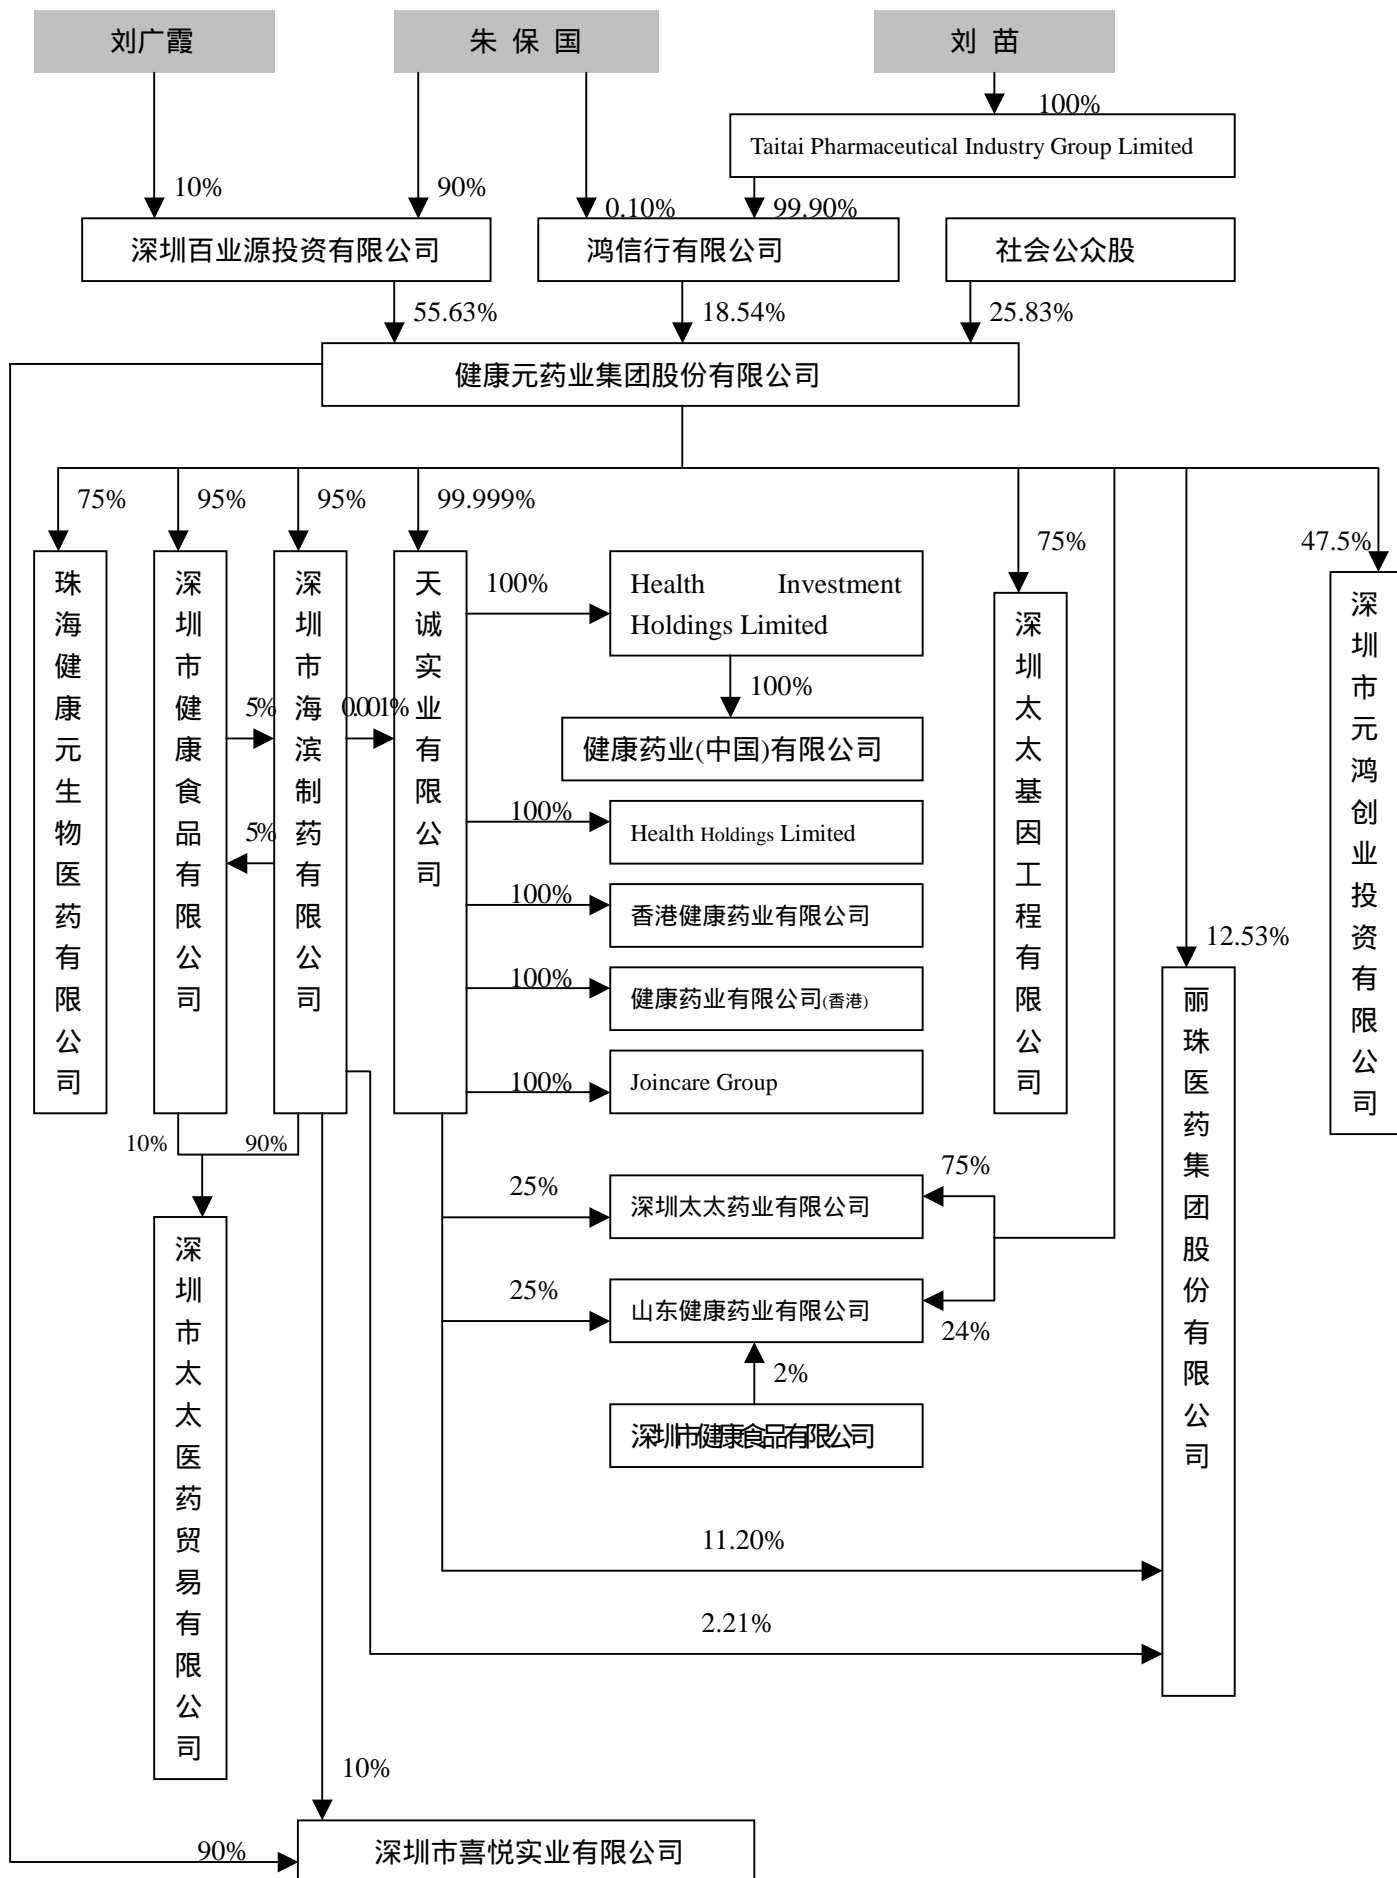 刘广霞
朱 保 国
刘 苗
100%
Taitai Pharmaceutical Industry Group Limited
10%
90%
0.10%
99.90%
深圳百业源投资有限公司
鸿信行有限公司
社会公众股
55.63%
18.54%
25.83%
健康元药业集团股份有限公司
75%
95%
95%
99.999%
75%
47.5%
珠海健康元生物医药有限公司
深圳市健康食品有限公司
深圳市海滨制药有限公司
天诚实业有限公司
5%
5%
0.001%
100%
Health Investment
Holdings Limited
100%
健康药业(中国)有限公司
100%
Health Holdings Limited
100%
香港健康药业有限公司
100%
健康药业有限公司(香港)
100%
Joincare Group
深圳太太基因工程有限公司
深圳市元鸿创业投资有限公司
12.53%
丽珠医药集团股份有限公司
10%
90%
深圳市太太医药贸易有限公司
25%
深圳太太药业有限公司
75%
25%
山东健康药业有限公司
24%
2%
深圳市健康食品有限公司
11.20%
2.21%
10%
90%
深圳市喜悦实业有限公司